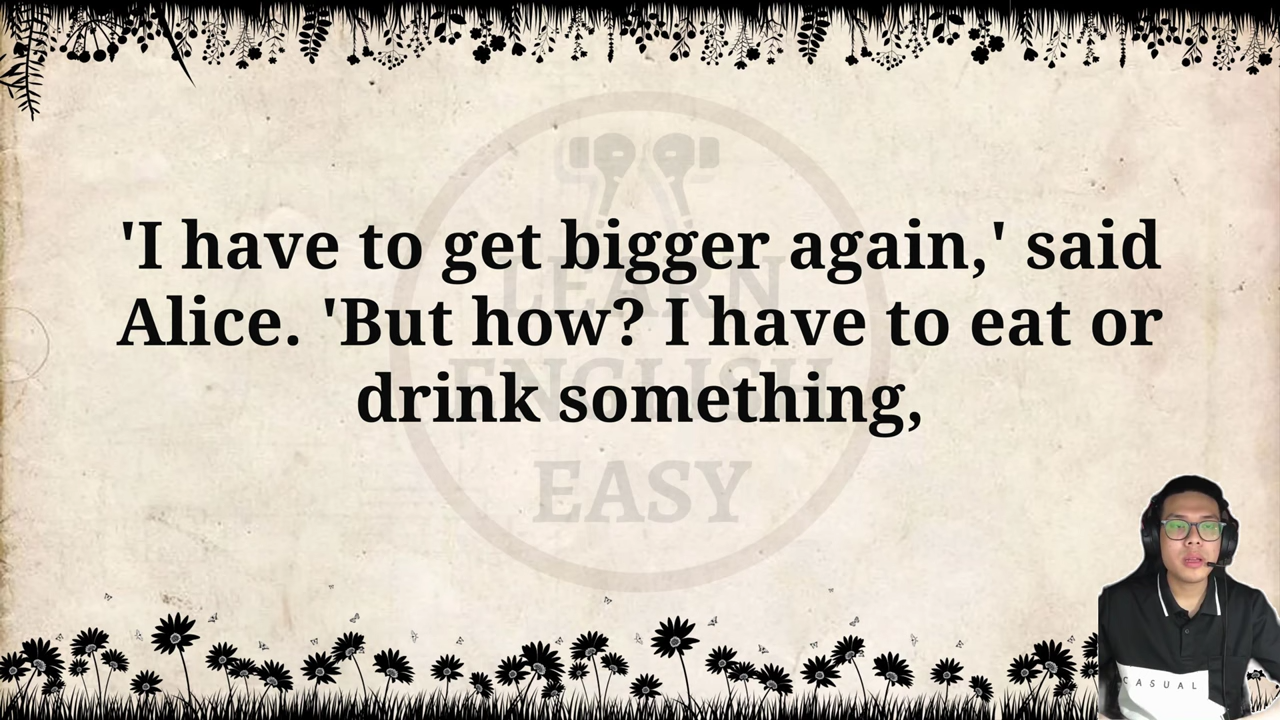 'I have to get bigger again,' said
Alice. 'But how? I have to eat or
drink something,
LEARN
ENGLISH
EASY
CASUAL